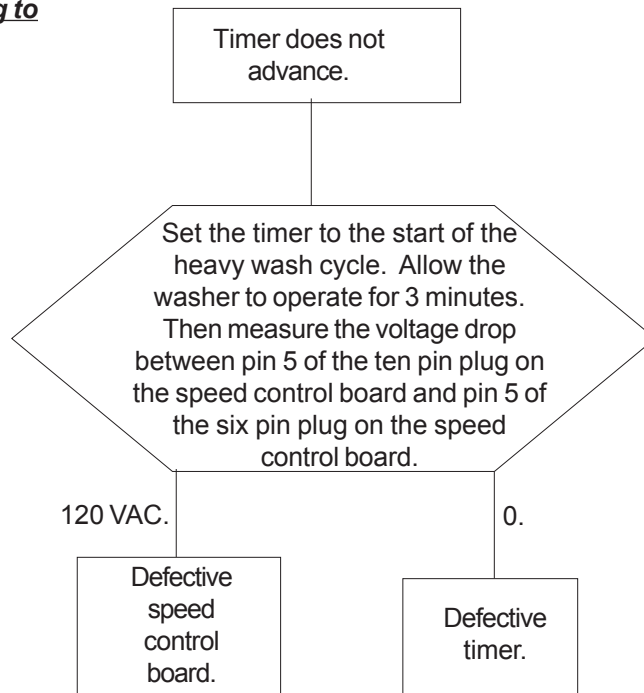 g to
Timer does not
advance.
Set the timer to the start of the
heavy wash cycle. Allow the
washer to operate for 3 minutes.
Then measure the voltage drop
between pin 5 of the ten pin plug on
the speed control board and pin 5 of
the six pin plug on the speed
control board.
120 VAC.
0.
Defective
speed
control
board.
Defective
timer.